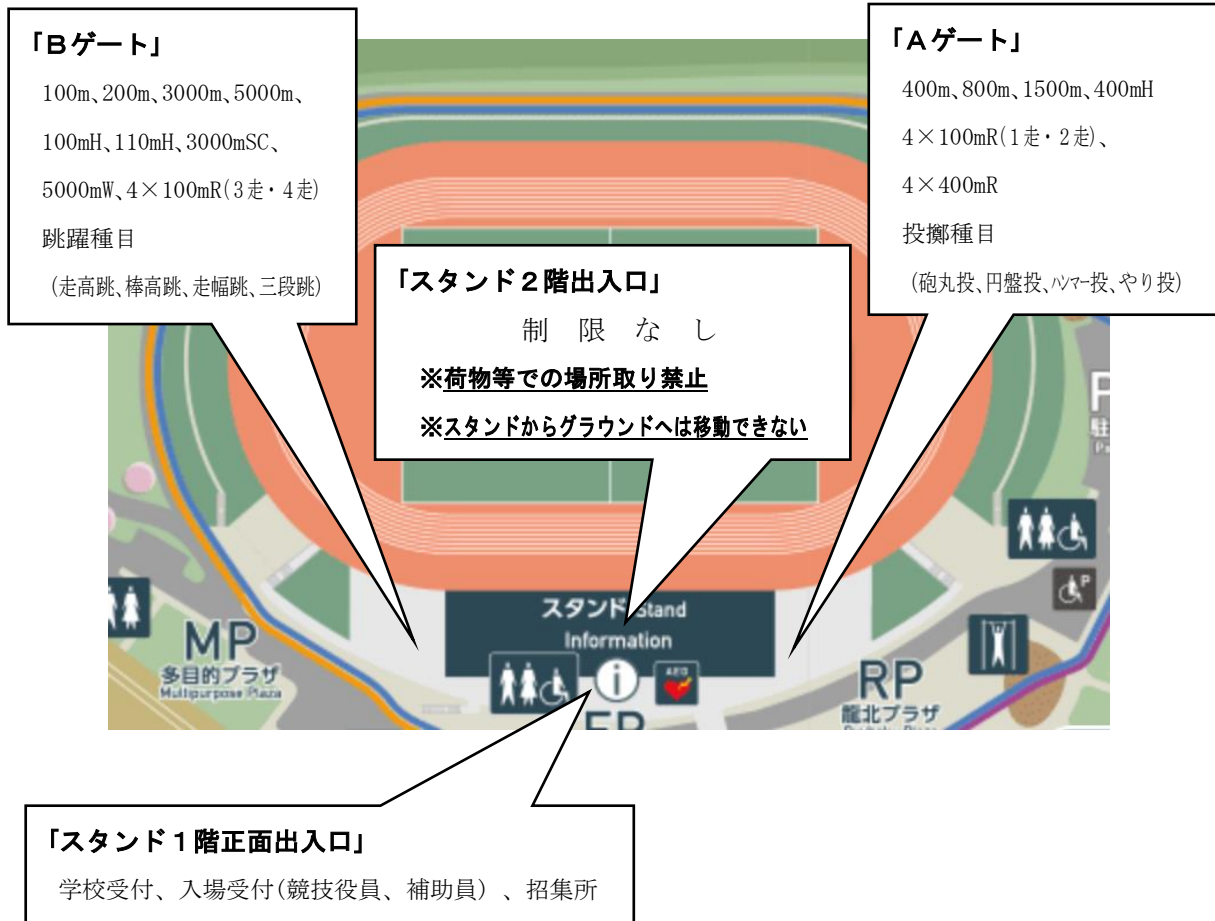 「Bゲート」
100m、200m、3000m、5000m、
100mH、110mH、3000mSC、
5000mW、4×100mR(3走・4走)
跳躍種目
(走高跳、棒高跳、走幅跳、三段跳)
「Aゲート」
400m、800m、1500m、400mH
4×100mR(1走・2走)、
4×400mR
投擲種目
(砲丸投、円盤投、ハンマー投、やり投)
「スタンド2階出入口」
制 限 な し
※荷物等での場所取り禁止
※スタンドからグラウンドへは移動できない
P
駐
Pa
P
スタンド Stand
Information
MP
多目的プラザ
Multipurpose Plaza
i
AED
RP
龍北プラザ
「スタンド1階正面出入口」
学校受付、入場受付(競技役員、補助員)、招集所